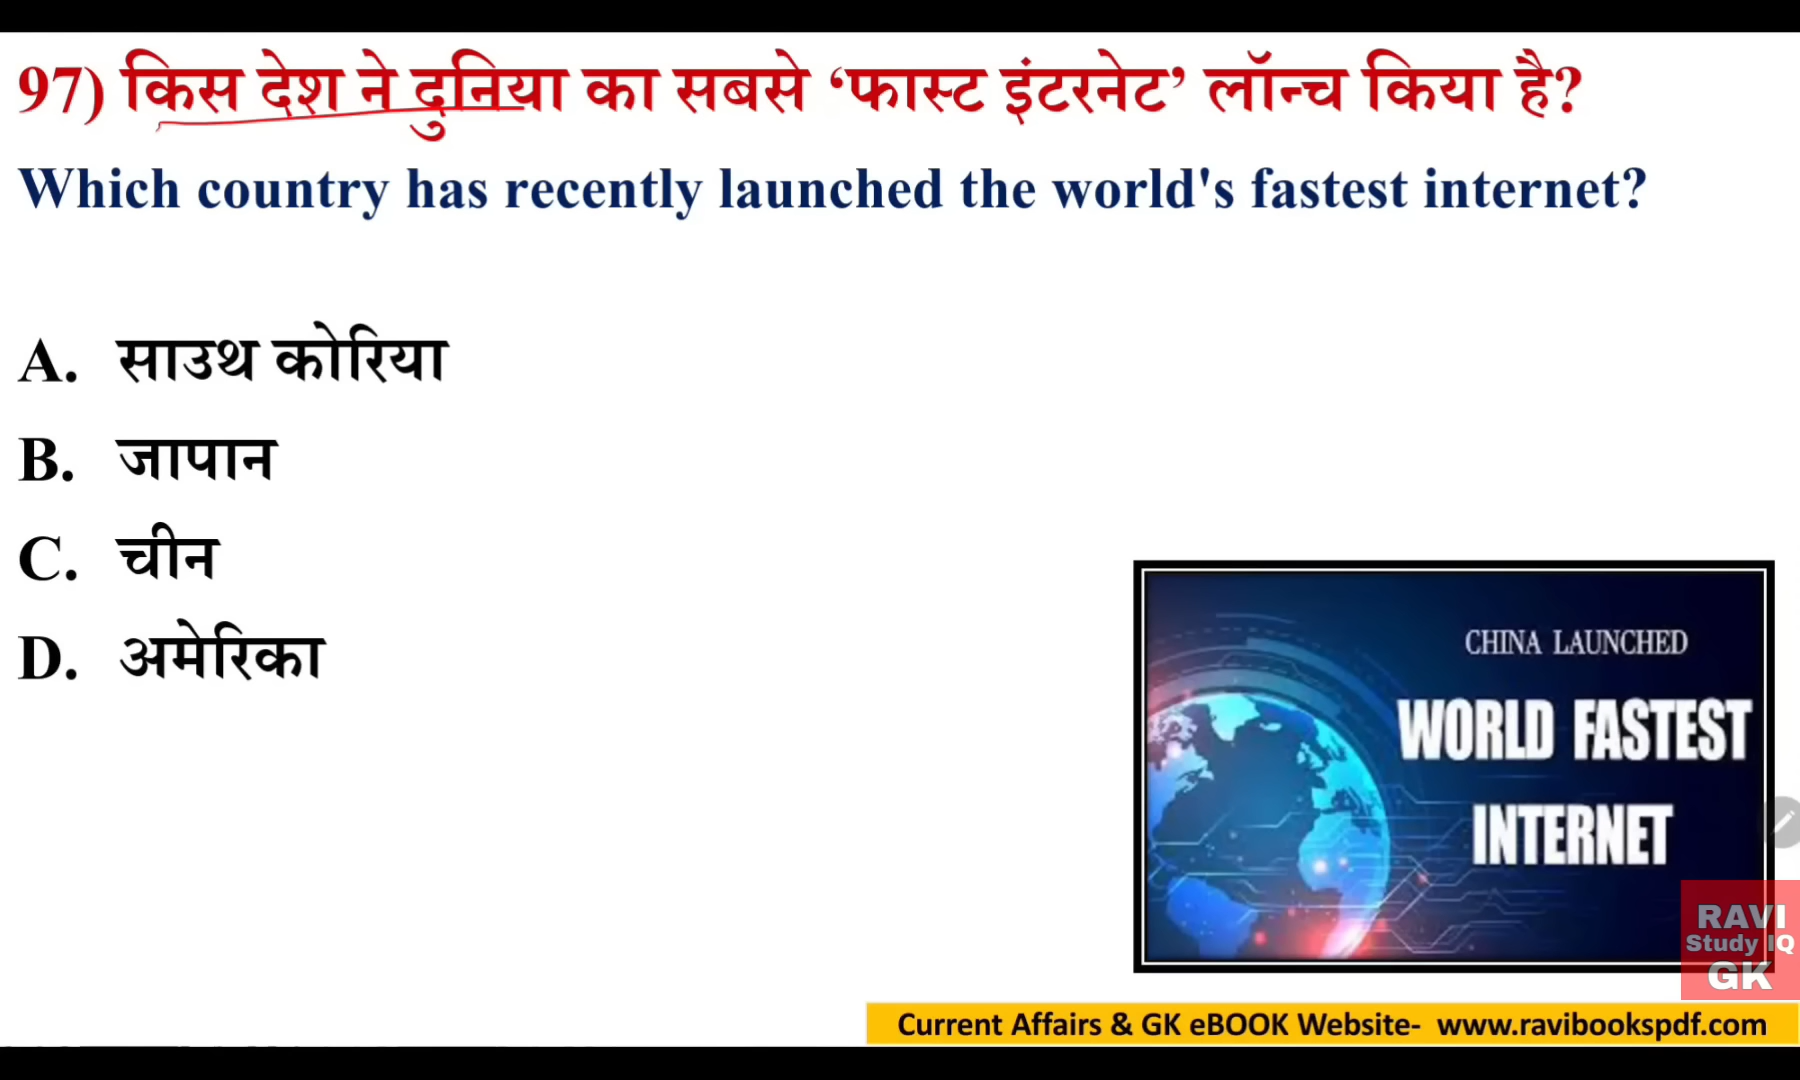 97) किस देश ने दुनिया का सबसे ‘फास्ट इंटरनेट’ लॉन्च किया है?
Which country has recently launched the world's fastest internet?
A. साउथ कोरिया
B. जापान
C. चीन
D. अमेरिका
CHINA LAUNCHED
WORLD FASTEST
INTERNET
RAVI
Study IQ
GK
Current Affairs & GK eBOOK Website- www.ravibookspdf.com